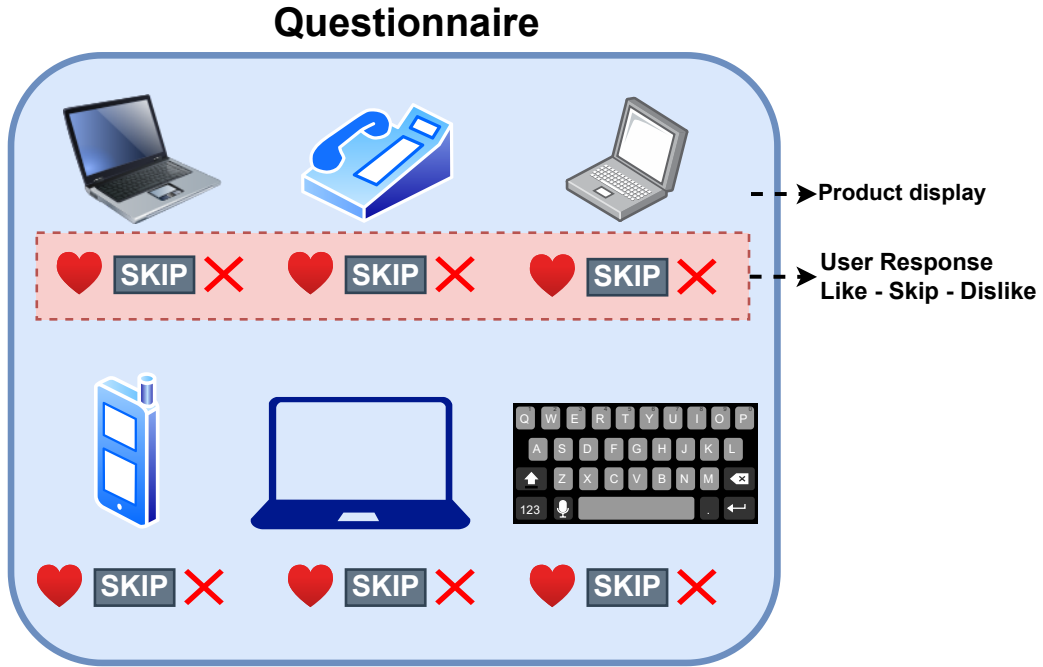 Questionnaire
Product display
SKIP SKIP SKIP
User Response
Like - Skip - Dislike
Q W E R T Y U I O P
A S D F G H J K L
Z X C V B N M
123 .
SKIP SKIP SKIP